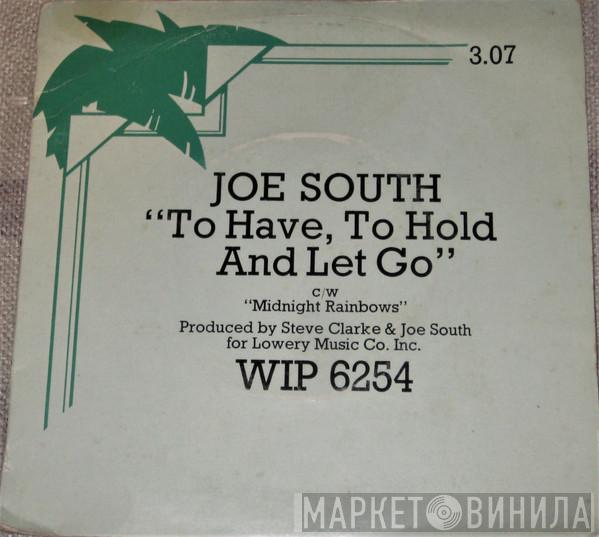 3.07
JOE SOUTH
“To Have, To Hold
And Let Go”
c/w
“Midnight Rainbows”
Produced by Steve Clarke & Joe South
for Lowery Music Co. Inc.
WIP 6254
МАРКЕТ ВИНИЛА